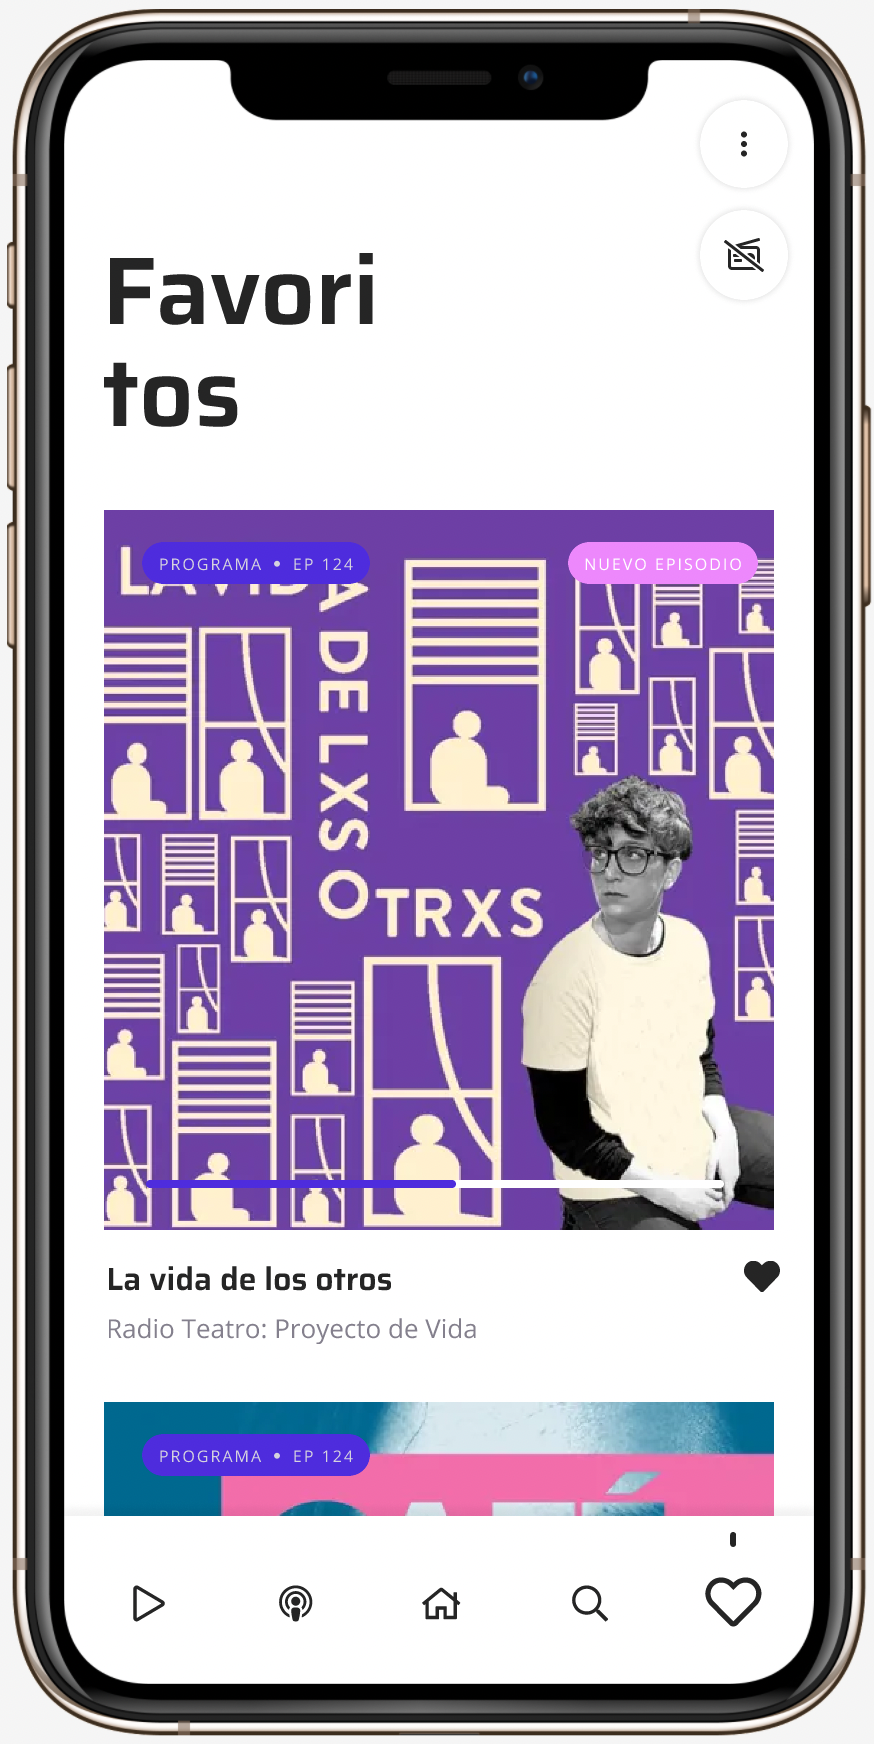 Favori
tos
PROGRAMA • EP 124
NUEVO EPISODIO
LA VIDA
DE LXS O
TRXS
La vida de los otros
Radio Teatro: Proyecto de Vida
PROGRAMA • EP 124
CAFÉ